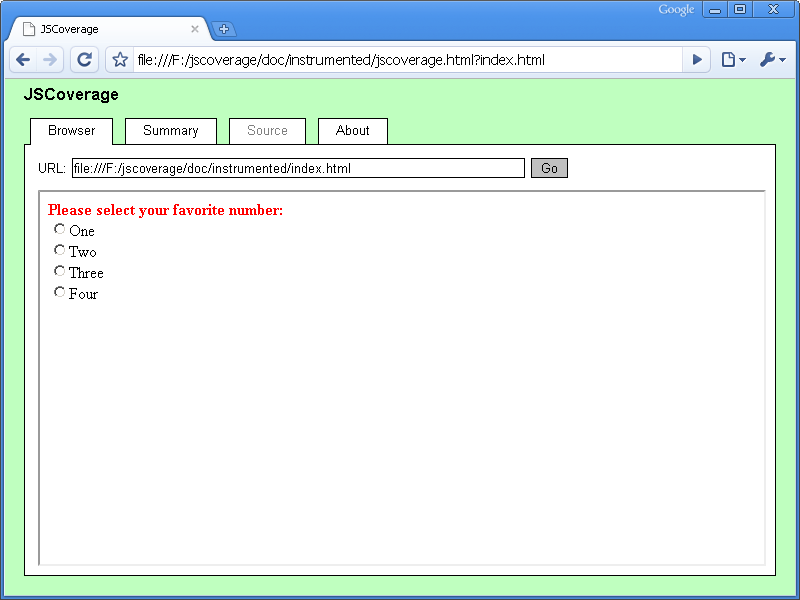 Google
JSCoverage
file:///F:/jscoverage/doc/instrumented/jscoverage.html?index.html
JSCoverage
Browser Summary Source About
URL: file:///F:/jscoverage/doc/instrumented/index.html Go
Please select your favorite number:
One
Two
Three
Four